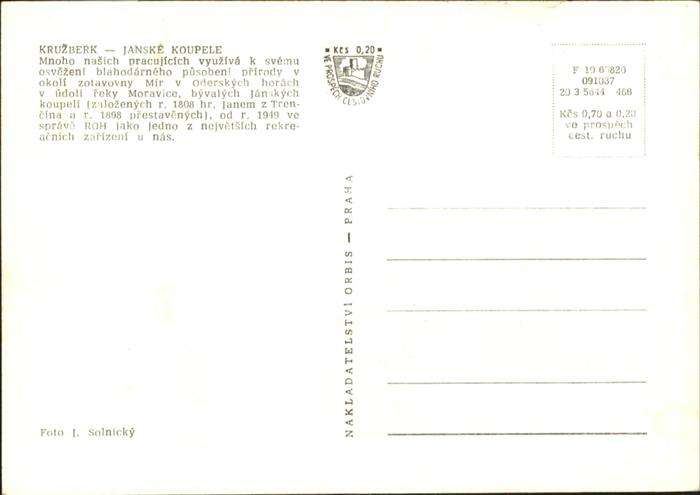 KRUŽBERK — JANSKÉ KOUPELE
Mnoho našich pracujících využívá k svému
osvěžení blahodárného působení přírody v
okolí zotavovny Mír v Oderských horách
v údolí řeky Moravice, bývalých Jánských
koupelí (založených r. 1808 hr. Janem z Tren-
čína a r. 1898 přestavěných), od r. 1949 ve
správě ROH jako jedno z největších rekre-
ačních zařízení u nás.
Foto J. Solnický
Kčs 0,20
VE PROSPĚCH CESTOVNÍHO RUCHU
NAKLADATELSTVÍ ORBIS — PRAHA
091037
20 3 5644 468
Kčs 0,70 a 0,20
ve prospěch
cest. ruchu